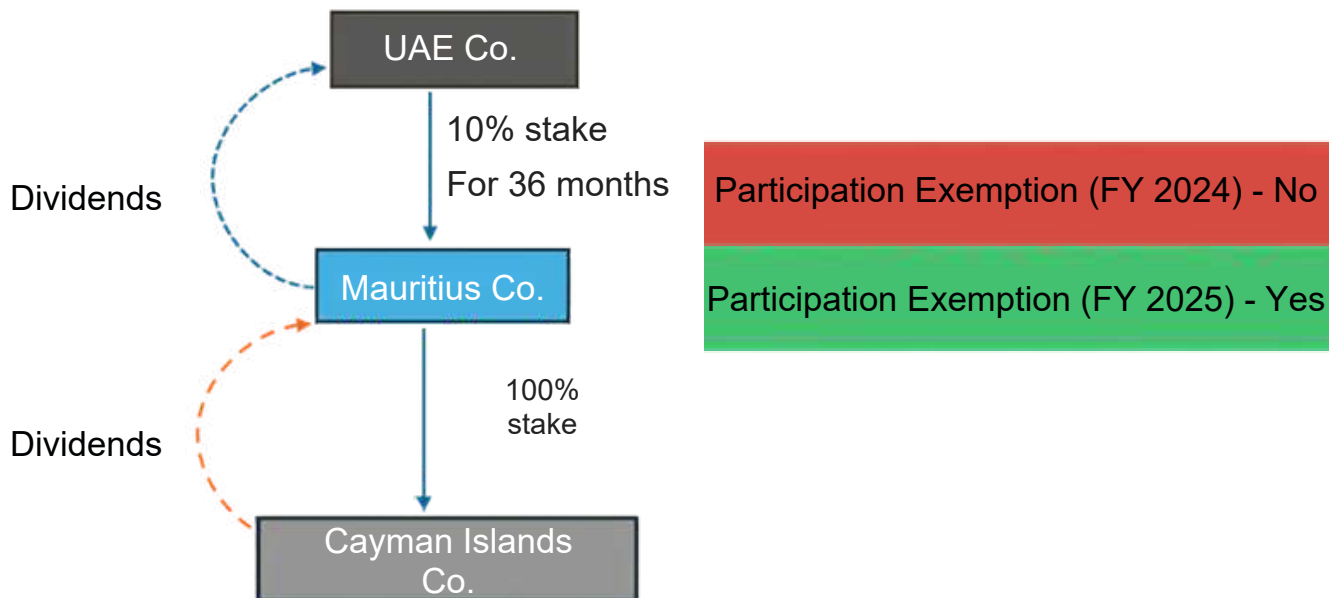 UAE Co.
10% stake
For 36 months
Dividends
Participation Exemption (FY 2024) - No
Mauritius Co.
Participation Exemption (FY 2025) - Yes
100%
stake
Dividends
Cayman Islands
Co.